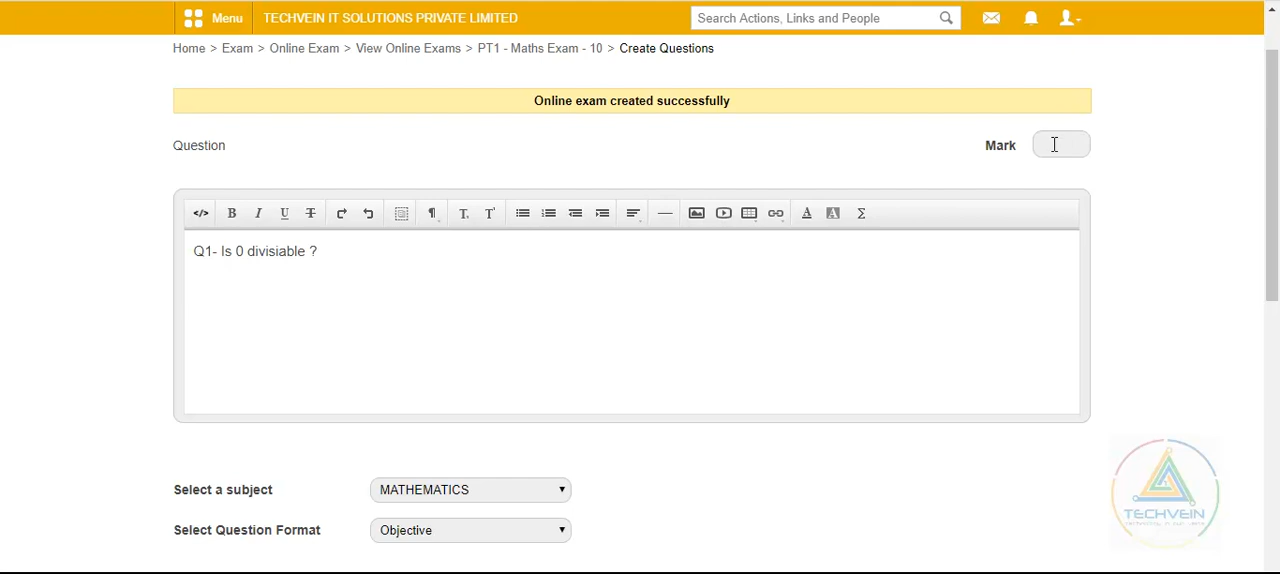 Menu TECHVEIN IT SOLUTIONS PRIVATE LIMITED Search Actions, Links and People
Home > Exam > Online Exam > View Online Exams > PT1 - Maths Exam - 10 > Create Questions
Online exam created successfully
Question Mark
Q1- Is 0 divisiable ?
Select a subject MATHEMATICS
Select Question Format Objective
TECHVEIN